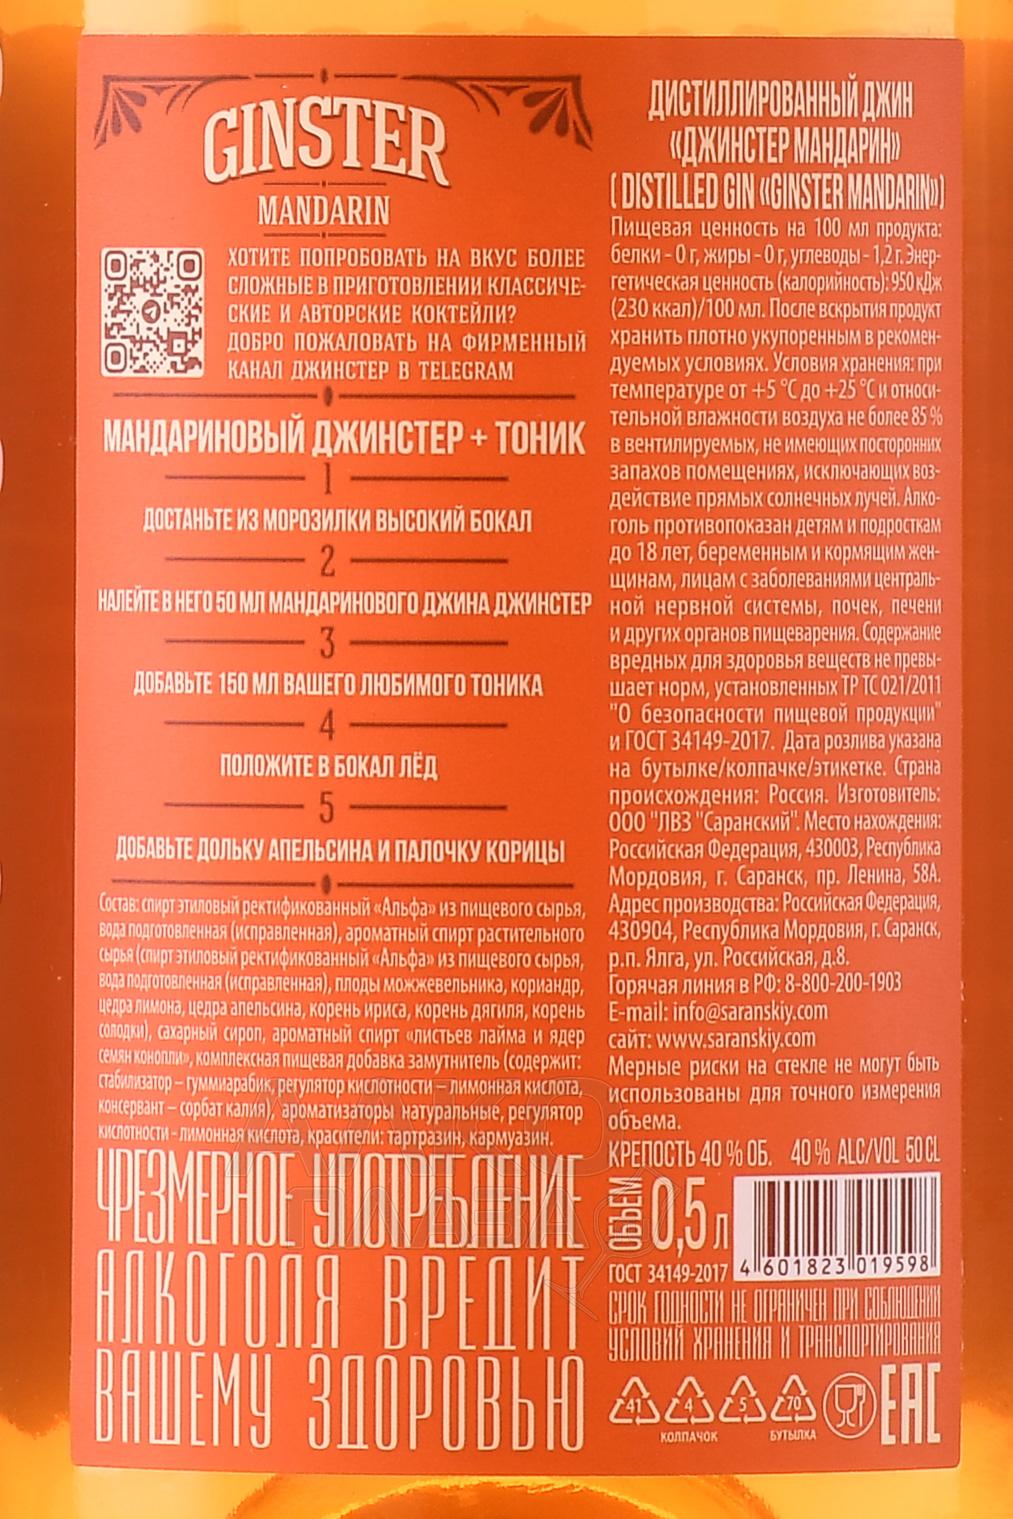 GINSTER
MANDARIN
ХОТИТЕ ПОПРОБОВАТЬ НА ВКУС БОЛЕЕ
СЛОЖНЫЕ В ПРИГОТОВЛЕНИИ КЛАССИЧЕ-
СКИЕ И АВТОРСКИЕ КОКТЕЙЛИ?
ДОБРО ПОЖАЛОВАТЬ НА ФИРМЕННЫЙ
КАНАЛ ДЖИНСТЕР В TELEGRAM
МАНДАРИНОВЫЙ ДЖИНСТЕР + ТОНИК
1
ДОСТАНЬТЕ ИЗ МОРОЗИЛКИ ВЫСОКИЙ БОКАЛ
2
НАЛЕЙТЕ В НЕГО 50 МЛ МАНДАРИНОВОГО ДЖИНА ДЖИНСТЕР
3
ДОБАВЬТЕ 150 МЛ ВАШЕГО ЛЮБИМОГО ТОНИКА
4
ПОЛОЖИТЕ В БОКАЛ ЛЁД
5
ДОБАВЬТЕ ДОЛЬКУ АПЕЛЬСИНА И ПАЛОЧКУ КОРИЦЫ
Состав: спирт этиловый ректификованный «Альфа» из пищевого сырья,
вода подготовленная (исправленная), ароматный спирт растительного
сырья (спирт этиловый ректификованный «Альфа» из пищевого сырья,
вода подготовленная (исправленная), плоды можжевельника, кориандр,
цедра лимона, цедра апельсина, корень ириса, корень дягиля, корень
солодки), сахарный сироп, ароматный спирт «листьев лайма и ядер
семян конопли», комплексная пищевая добавка замутнитель (содержит:
стабилизатор – гуммиарабик, регулятор кислотности – лимонная кислота,
консервант – сорбат калия), ароматизаторы натуральные, регулятор
кислотности - лимонная кислота, красители: тартразин, кармуазин.
ЧРЕЗМЕРНОЕ УПОТРЕБЛЕНИЕ
АЛКОГОЛЯ ВРЕДИТ
ВАШЕМУ ЗДОРОВЬЮ
ДИСТИЛЛИРОВАННЫЙ ДЖИН
«ДЖИНСТЕР МАНДАРИН»
( DISTILLED GIN «GINSTER MANDARIN»)
Пищевая ценность на 100 мл продукта:
белки - 0 г, жиры - 0 г, углеводы - 1,2 г. Энер-
гетическая ценность (калорийность): 950 кДж
(230 ккал)/100 мл. После вскрытия продукт
хранить плотно укупоренным в рекомен-
дуемых условиях. Условия хранения: при
температуре от +5 °С до +25 °С и относи-
тельной влажности воздуха не более 85 %
в вентилируемых, не имеющих посторонних
запахов помещениях, исключающих воз-
действие прямых солнечных лучей. Алко-
голь противопоказан детям и подросткам
до 18 лет, беременным и кормящим жен-
щинам, лицам с заболеваниями централь-
ной нервной системы, почек, печени
и других органов пищеварения. Содержание
вредных для здоровья веществ не превы-
шает норм, установленных ТР ТС 021/2011
"О безопасности пищевой продукции"
и ГОСТ 34149-2017. Дата розлива указана
на бутылке/колпачке/этикетке. Страна
происхождения: Россия. Изготовитель:
ООО "ЛВЗ "Саранский". Место нахождения:
Российская Федерация, 430003, Республика
Мордовия, г. Саранск, пр. Ленина, 58А.
Адрес производства: Российская Федерация,
430904, Республика Мордовия, г. Саранск,
р.п. Ялга, ул. Российская, д.8.
Горячая линия в РФ: 8-800-200-1903
E-mail: info@saranskiy.com
сайт: www.saranskiy.com
Мерные риски на стекле не могут быть
использованы для точного измерения
объема.
КРЕПОСТЬ 40 % ОБ. 40 % ALC/VOL 50 CL
ОБЪЕМ 0,5 л
4 601823 019598
ГОСТ 34149-2017
СРОК ГОДНОСТИ НЕ ОГРАНИЧЕН ПРИ СОБЛЮДЕНИИ
УСЛОВИЙ ХРАНЕНИЯ И ТРАНСПОРТИРОВАНИЯ
41 4 5 70 EAC
КОЛПАЧОК БУТЫЛКА